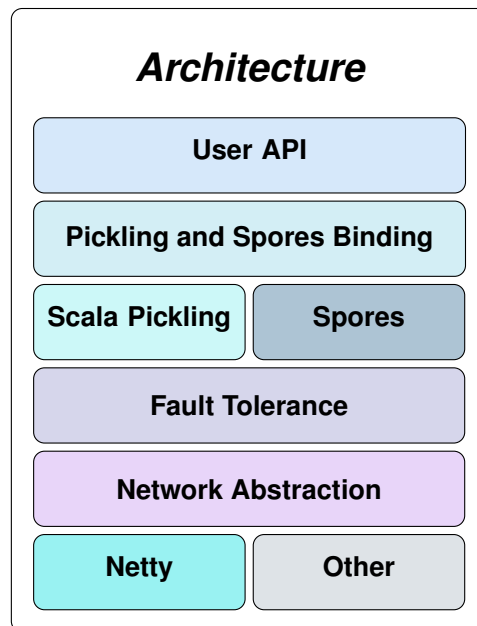 Architecture
User API
Pickling and Spores Binding
Scala Pickling
Spores
Fault Tolerance
Network Abstraction
Netty
Other